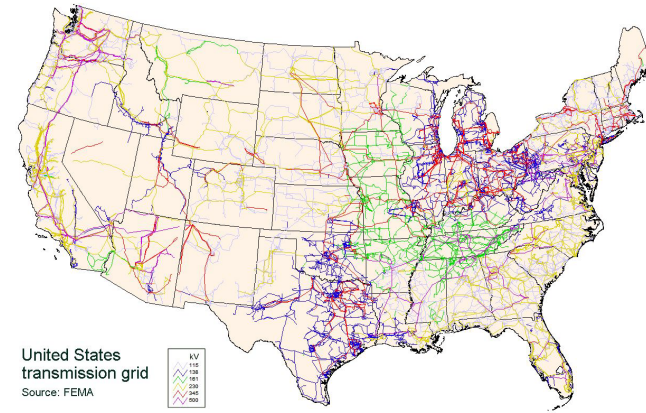 United States
transmission grid
Source: FEMA
kV
115
138
161
230
345
500